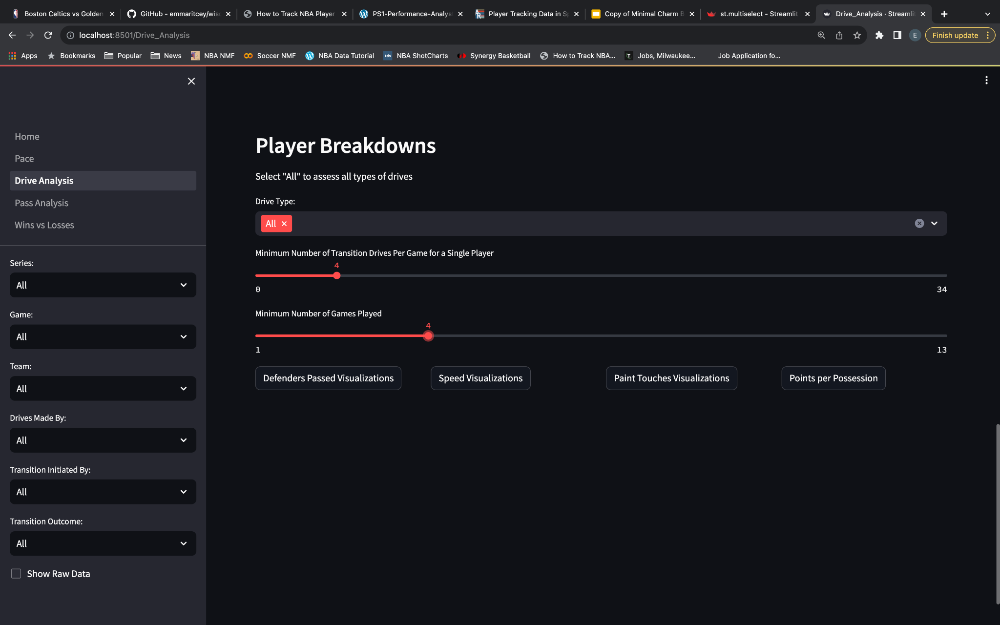 Boston Celtics vs Golden
GitHub - emmaritcey/wisc
How to Track NBA Player
PS1-Performance-Analyst
Player Tracking Data in Sp
Copy of Minimal Charm B
st.multiselect - Streamlit
Drive_Analysis · Streamlit
localhost:8501/Drive_Analysis
E
Finish update
Apps
Bookmarks
Popular
News
NBA NMF
Soccer NMF
NBA Data Tutorial
tds
NBA ShotCharts
Synergy Basketball
How to Track NBA...
Jobs, Milwaukee...
Job Application fo...
Home
Pace
Drive Analysis
Pass Analysis
Wins vs Losses
Series:
All
Game:
All
Team:
All
Drives Made By:
All
Transition Initiated By:
All
Transition Outcome:
All
Show Raw Data
Player Breakdowns
Select "All" to assess all types of drives
Drive Type:
All
Minimum Number of Transition Drives Per Game for a Single Player
4
0 34
Minimum Number of Games Played
4
1 13
Defenders Passed Visualizations
Speed Visualizations
Paint Touches Visualizations
Points per Possession